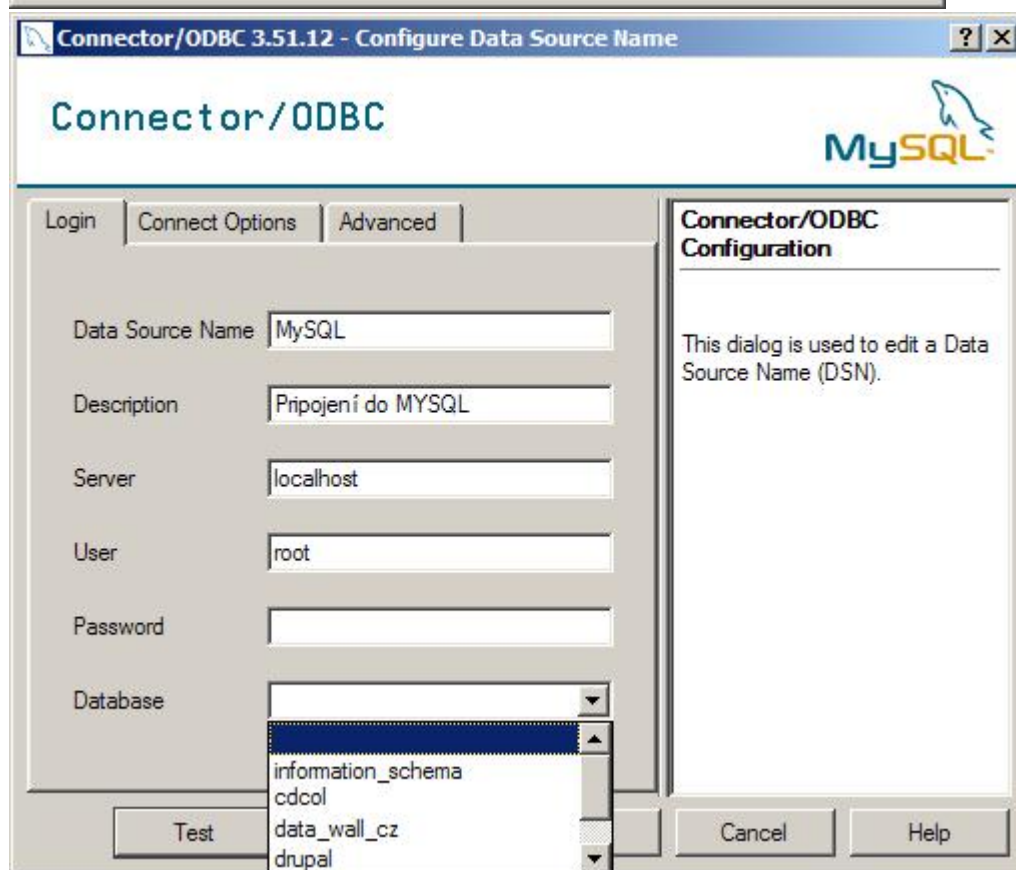 Connector/ODBC 3.51.12 - Configure Data Source Name
Connector/ODBC
MySQL
Login
Connect Options
Advanced
Data Source Name
MySQL
Description
Pripojení do MYSQL
Server
localhost
User
root
Password
Database
information_schema
cdcol
data_wall_cz
drupal
Connector/ODBC
Configuration
This dialog is used to edit a Data
Source Name (DSN).
Test
Cancel
Help